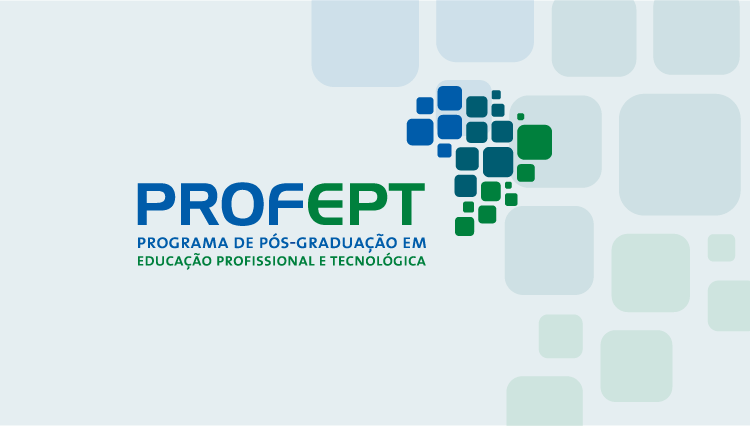 PROFEPT
PROGRAMA DE PÓS-GRADUAÇÃO EM
EDUCAÇÃO PROFISSIONAL E TECNOLÓGICA